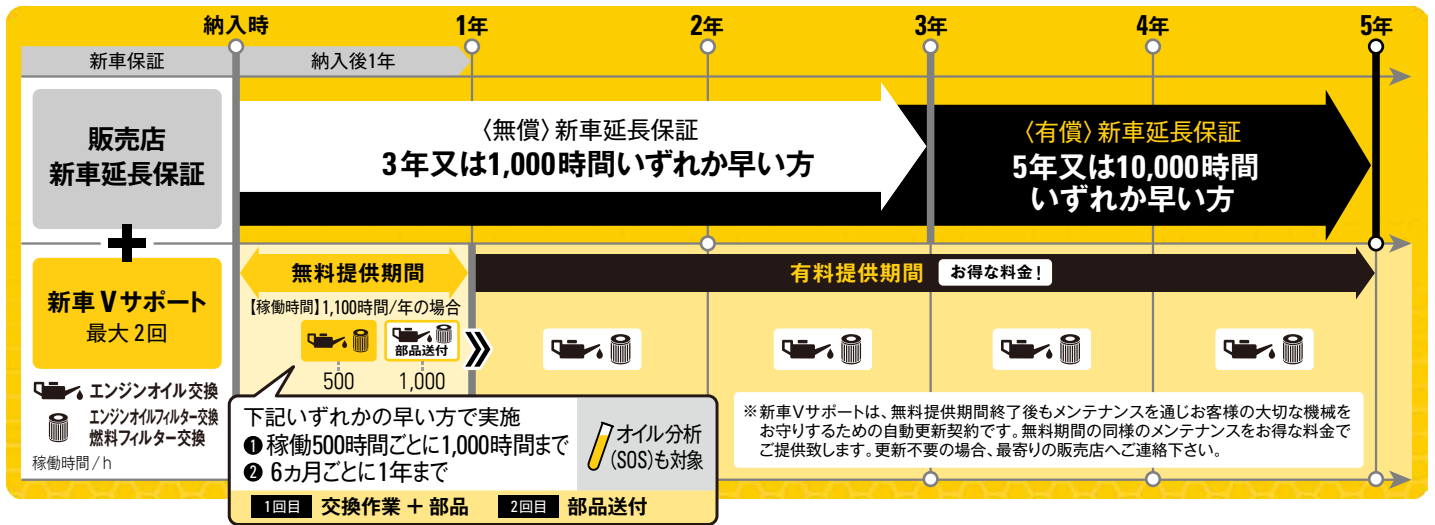 納入時
1年
2年
3年
4年
5年
新車保証
納入後1年
販売店
新車延長保証
〈無償〉新車延長保証
3年又は1,000時間いずれか早い方
〈有償〉新車延長保証
5年又は10,000時間
いずれか早い方
新車Vサポート
最大2回
無料提供期間
有料提供期間
お得な料金!
【稼働時間】1,100時間/年の場合
部品送付
500
1,000
エンジンオイル交換
エンジンオイルフィルター交換
燃料フィルター交換
稼働時間/h
下記いずれかの早い方で実施
❶ 稼働500時間ごとに1,000時間まで
❷ 6ヵ月ごとに1年まで
オイル分析
(SOS)も対象
1回目 交換作業 + 部品 2回目 部品送付
※新車Vサポートは、無料提供期間終了後もメンテナンスを通じお客様の大切な機械を
お守りするための自動更新契約です。無料期間の同様のメンテナンスをお得な料金で
ご提供致します。更新不要の場合、最寄りの販売店へご連絡下さい。